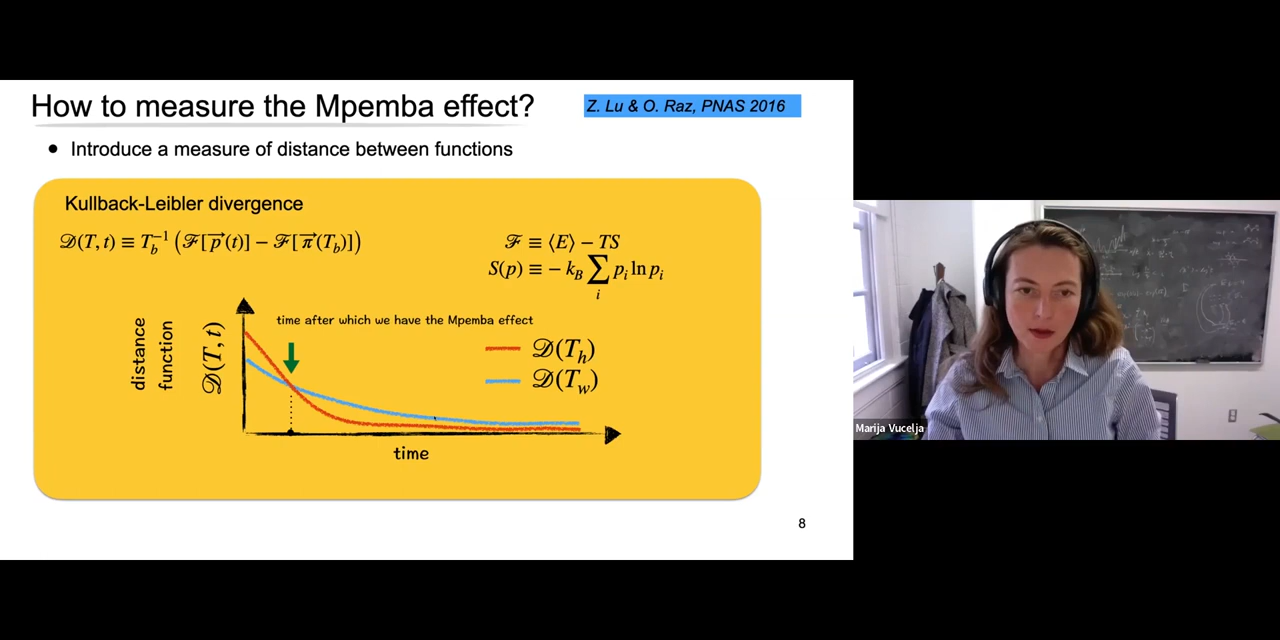 How to measure the Mpemba effect?
Z. Lu & O. Raz, PNAS 2016
• Introduce a measure of distance between functions
Kullback-Leibler divergence
𝒟(T, t) ≡ T_b^{-1} (ℱ[p⃗(t)] − ℱ[π⃗(T_b)])
ℱ ≡ ⟨E⟩ − TS
S(p) ≡ − k_B ∑_i p_i ln p_i
time after which we have the Mpemba effect
distance
function
𝒟(T, t)
𝒟(T_h)
𝒟(T_w)
time
8
Marija Vucelja